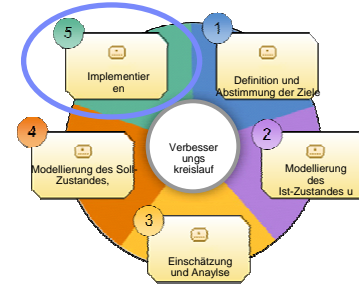 5
Implementier
en
1
Definition und
Abstimmung der Ziele
4
Modellierung des Soll-
Zustandes,
Verbesser
ungs
kreislauf
2
Modellierung
des
Ist-Zustandes u
3
Einschätzung
und Anaylse